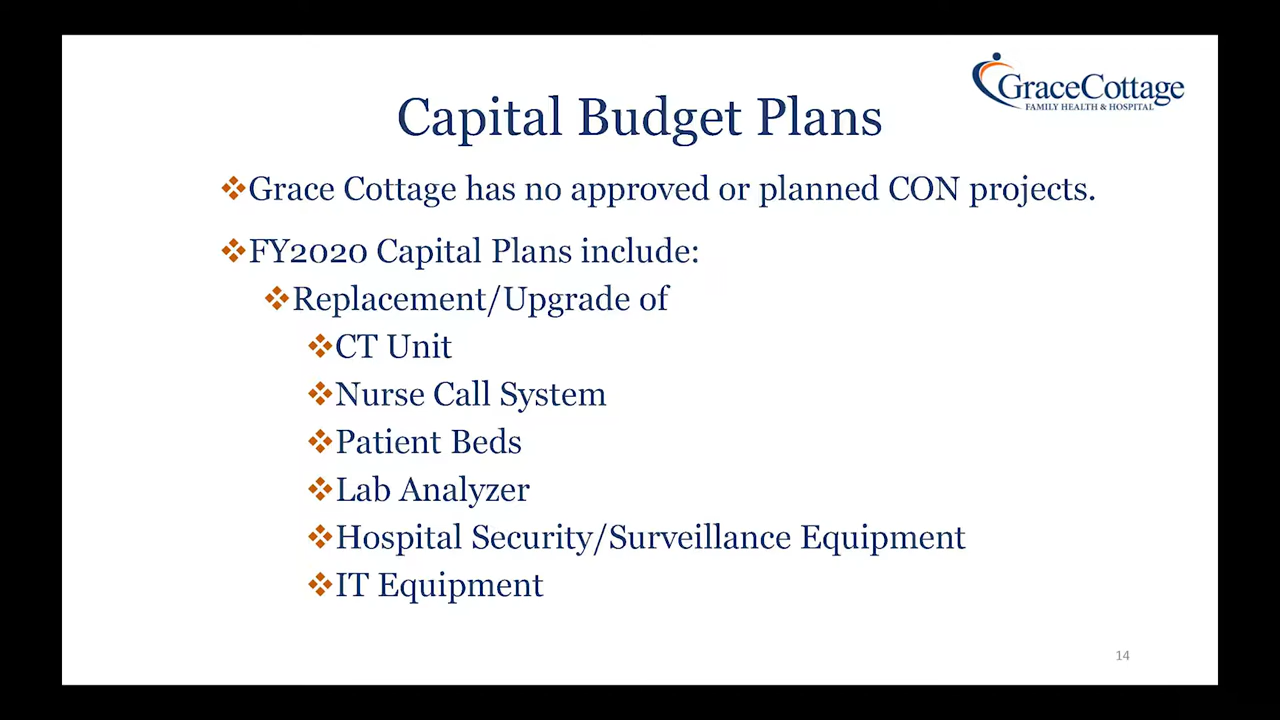 GraceCottage
FAMILY HEALTH & HOSPITAL
Capital Budget Plans
Grace Cottage has no approved or planned CON projects.
FY2020 Capital Plans include:
Replacement/Upgrade of
CT Unit
Nurse Call System
Patient Beds
Lab Analyzer
Hospital Security/Surveillance Equipment
IT Equipment
14